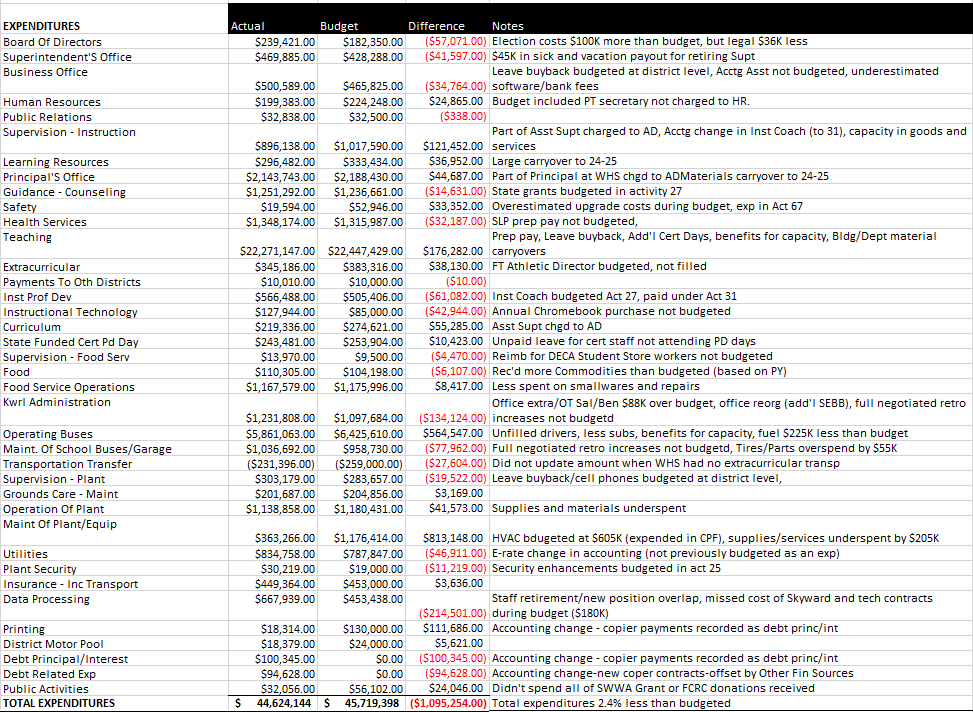 EXPENDITURES Actual Budget Difference Notes
Board Of Directors $239,421.00 $182,350.00 ($57,071.00) Election costs $100K more than budget, but legal $36K less
Superintendent'S Office $469,885.00 $428,288.00 ($41,597.00) $45K in sick and vacation payout for retiring Supt
Business Office
Leave buyback budgeted at district level, Acctg Asst not budgeted, underestimated
$500,589.00 $465,825.00 ($34,764.00) software/bank fees
Human Resources $199,383.00 $224,248.00 $24,865.00 Budget included PT secretary not charged to HR.
Public Relations $32,838.00 $32,500.00 ($338.00)
Supervision - Instruction
Part of Asst Supt charged to AD, Acctg change in Inst Coach (to 31), capacity in goods and
$896,138.00 $1,017,590.00 $121,452.00 services
Learning Resources $296,482.00 $333,434.00 $36,952.00 Large carryover to 24-25
Principal'S Office $2,143,743.00 $2,188,430.00 $44,687.00 Part of Principal at WHS chgd to ADMaterials carryover to 24-25
Guidance - Counseling $1,251,292.00 $1,236,661.00 ($14,631.00) State grants budgeted in activity 27
Safety $19,594.00 $52,946.00 $33,352.00 Overestimated upgrade costs during budget, exp in Act 67
Health Services $1,348,174.00 $1,315,987.00 ($32,187.00) SLP prep pay not budgeted,
Teaching
Prep pay, Leave buyback, Add'l Cert Days, benefits for capacity, Bldg/Dept material
$22,271,147.00 $22,447,429.00 $176,282.00 carryovers
Extracurricular $345,186.00 $383,316.00 $38,130.00 FT Athletic Director budgeted, not filled
Payments To Oth Districts $10,010.00 $10,000.00 ($10.00)
Inst Prof Dev $566,488.00 $505,406.00 ($61,082.00) Inst Coach budgeted Act 27, paid under Act 31
Instructional Technology $127,944.00 $85,000.00 ($42,944.00) Annual Chromebook purchase not budgeted
Curriculum $219,336.00 $274,621.00 $55,285.00 Asst Supt chgd to AD
State Funded Cert Pd Day $243,481.00 $253,904.00 $10,423.00 Unpaid leave for cert staff not attending PD days
Supervision - Food Serv $13,970.00 $9,500.00 ($4,470.00) Reimb for DECA Student Store workers not budgeted
Food $110,305.00 $104,198.00 ($6,107.00) Rec'd more Commodities than budgeted (based on PY)
Food Service Operations $1,167,579.00 $1,175,996.00 $8,417.00 Less spent on smallwares and repairs
Kwrl Administration
Office extra/OT Sal/Ben $88K over budget, office reorg (add'l SEBB), full negotiated retro
$1,231,808.00 $1,097,684.00 ($134,124.00) increases not budgetd
Operating Buses $5,861,063.00 $6,425,610.00 $564,547.00 Unfilled drivers, less subs, benefits for capacity, fuel $225K less than budget
Maint. Of School Buses/Garage $1,036,692.00 $958,730.00 ($77,962.00) Full negotiated retro increases not budgetd, Tires/Parts overspend by $55K
Transportation Transfer ($231,396.00) ($259,000.00) ($27,604.00) Did not update amount when WHS had no extracurricular transp
Supervision - Plant $303,179.00 $283,657.00 ($19,522.00) Leave buyback/cell phones budgeted at district level,
Grounds Care - Maint $201,687.00 $204,856.00 $3,169.00
Operation Of Plant $1,138,858.00 $1,180,431.00 $41,573.00 Supplies and materials underspent
Maint Of Plant/Equip
$363,266.00 $1,176,414.00 $813,148.00 HVAC bdugeted at $605K (expended in CPF), supplies/services underspent by $205K
Utilities $834,758.00 $787,847.00 ($46,911.00) E-rate change in accounting (not previously budgeted as an exp)
Plant Security $30,219.00 $19,000.00 ($11,219.00) Security enhancements budgeted in act 25
Insurance - Inc Transport $449,364.00 $453,000.00 $3,636.00
Data Processing $667,939.00 $453,438.00 Staff retirement/new position overlap, missed cost of Skyward and tech contracts
($214,501.00) during budget ($180K)
Printing $18,314.00 $130,000.00 $111,686.00 Accounting change - copier payments recorded as debt princ/int
District Motor Pool $18,379.00 $24,000.00 $5,621.00
Debt Principal/Interest $100,345.00 $0.00 ($100,345.00) Accounting change - copier payments recorded as debt princ/int
Debt Related Exp $94,628.00 $0.00 ($94,628.00) Accounting change-new coper contracts-offset by Other Fin Sources
Public Activities $32,056.00 $56,102.00 $24,046.00 Didn't spend all of SWWA Grant or FCRC donations received
TOTAL EXPENDITURES $ 44,624,144 $ 45,719,398 ($1,095,254.00) Total expenditures 2.4% less than budgeted